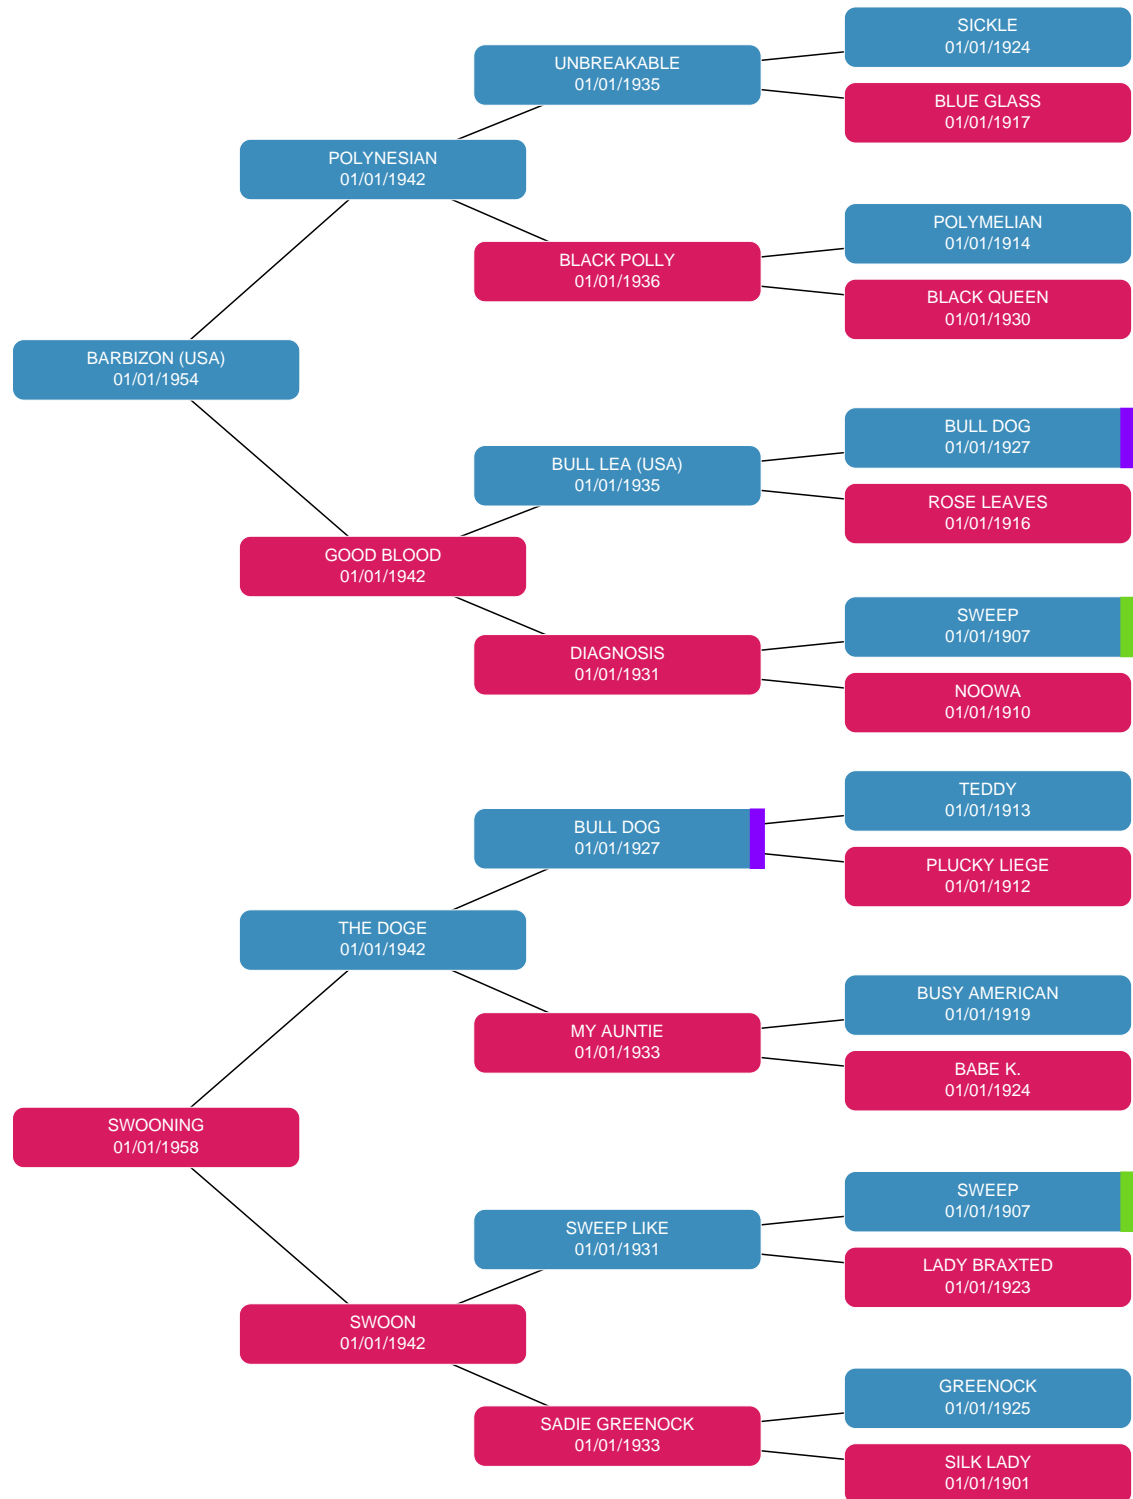 SICKLE
01/01/1924
UNBREAKABLE
01/01/1935
BLUE GLASS
01/01/1917
POLYNESIAN
01/01/1942
POLYMELIAN
01/01/1914
BLACK POLLY
01/01/1936
BLACK QUEEN
01/01/1930
BARBIZON (USA)
01/01/1954
BULL DOG
01/01/1927
BULL LEA (USA)
01/01/1935
ROSE LEAVES
01/01/1916
GOOD BLOOD
01/01/1942
SWEEP
01/01/1907
DIAGNOSIS
01/01/1931
NOOWA
01/01/1910
TEDDY
01/01/1913
BULL DOG
01/01/1927
PLUCKY LIEGE
01/01/1912
THE DOGE
01/01/1942
BUSY AMERICAN
01/01/1919
MY AUNTIE
01/01/1933
BABE K.
01/01/1924
SWOONING
01/01/1958
SWEEP
01/01/1907
SWEEP LIKE
01/01/1931
LADY BRAXTED
01/01/1923
SWOON
01/01/1942
GREENOCK
01/01/1925
SADIE GREENOCK
01/01/1933
SILK LADY
01/01/1901